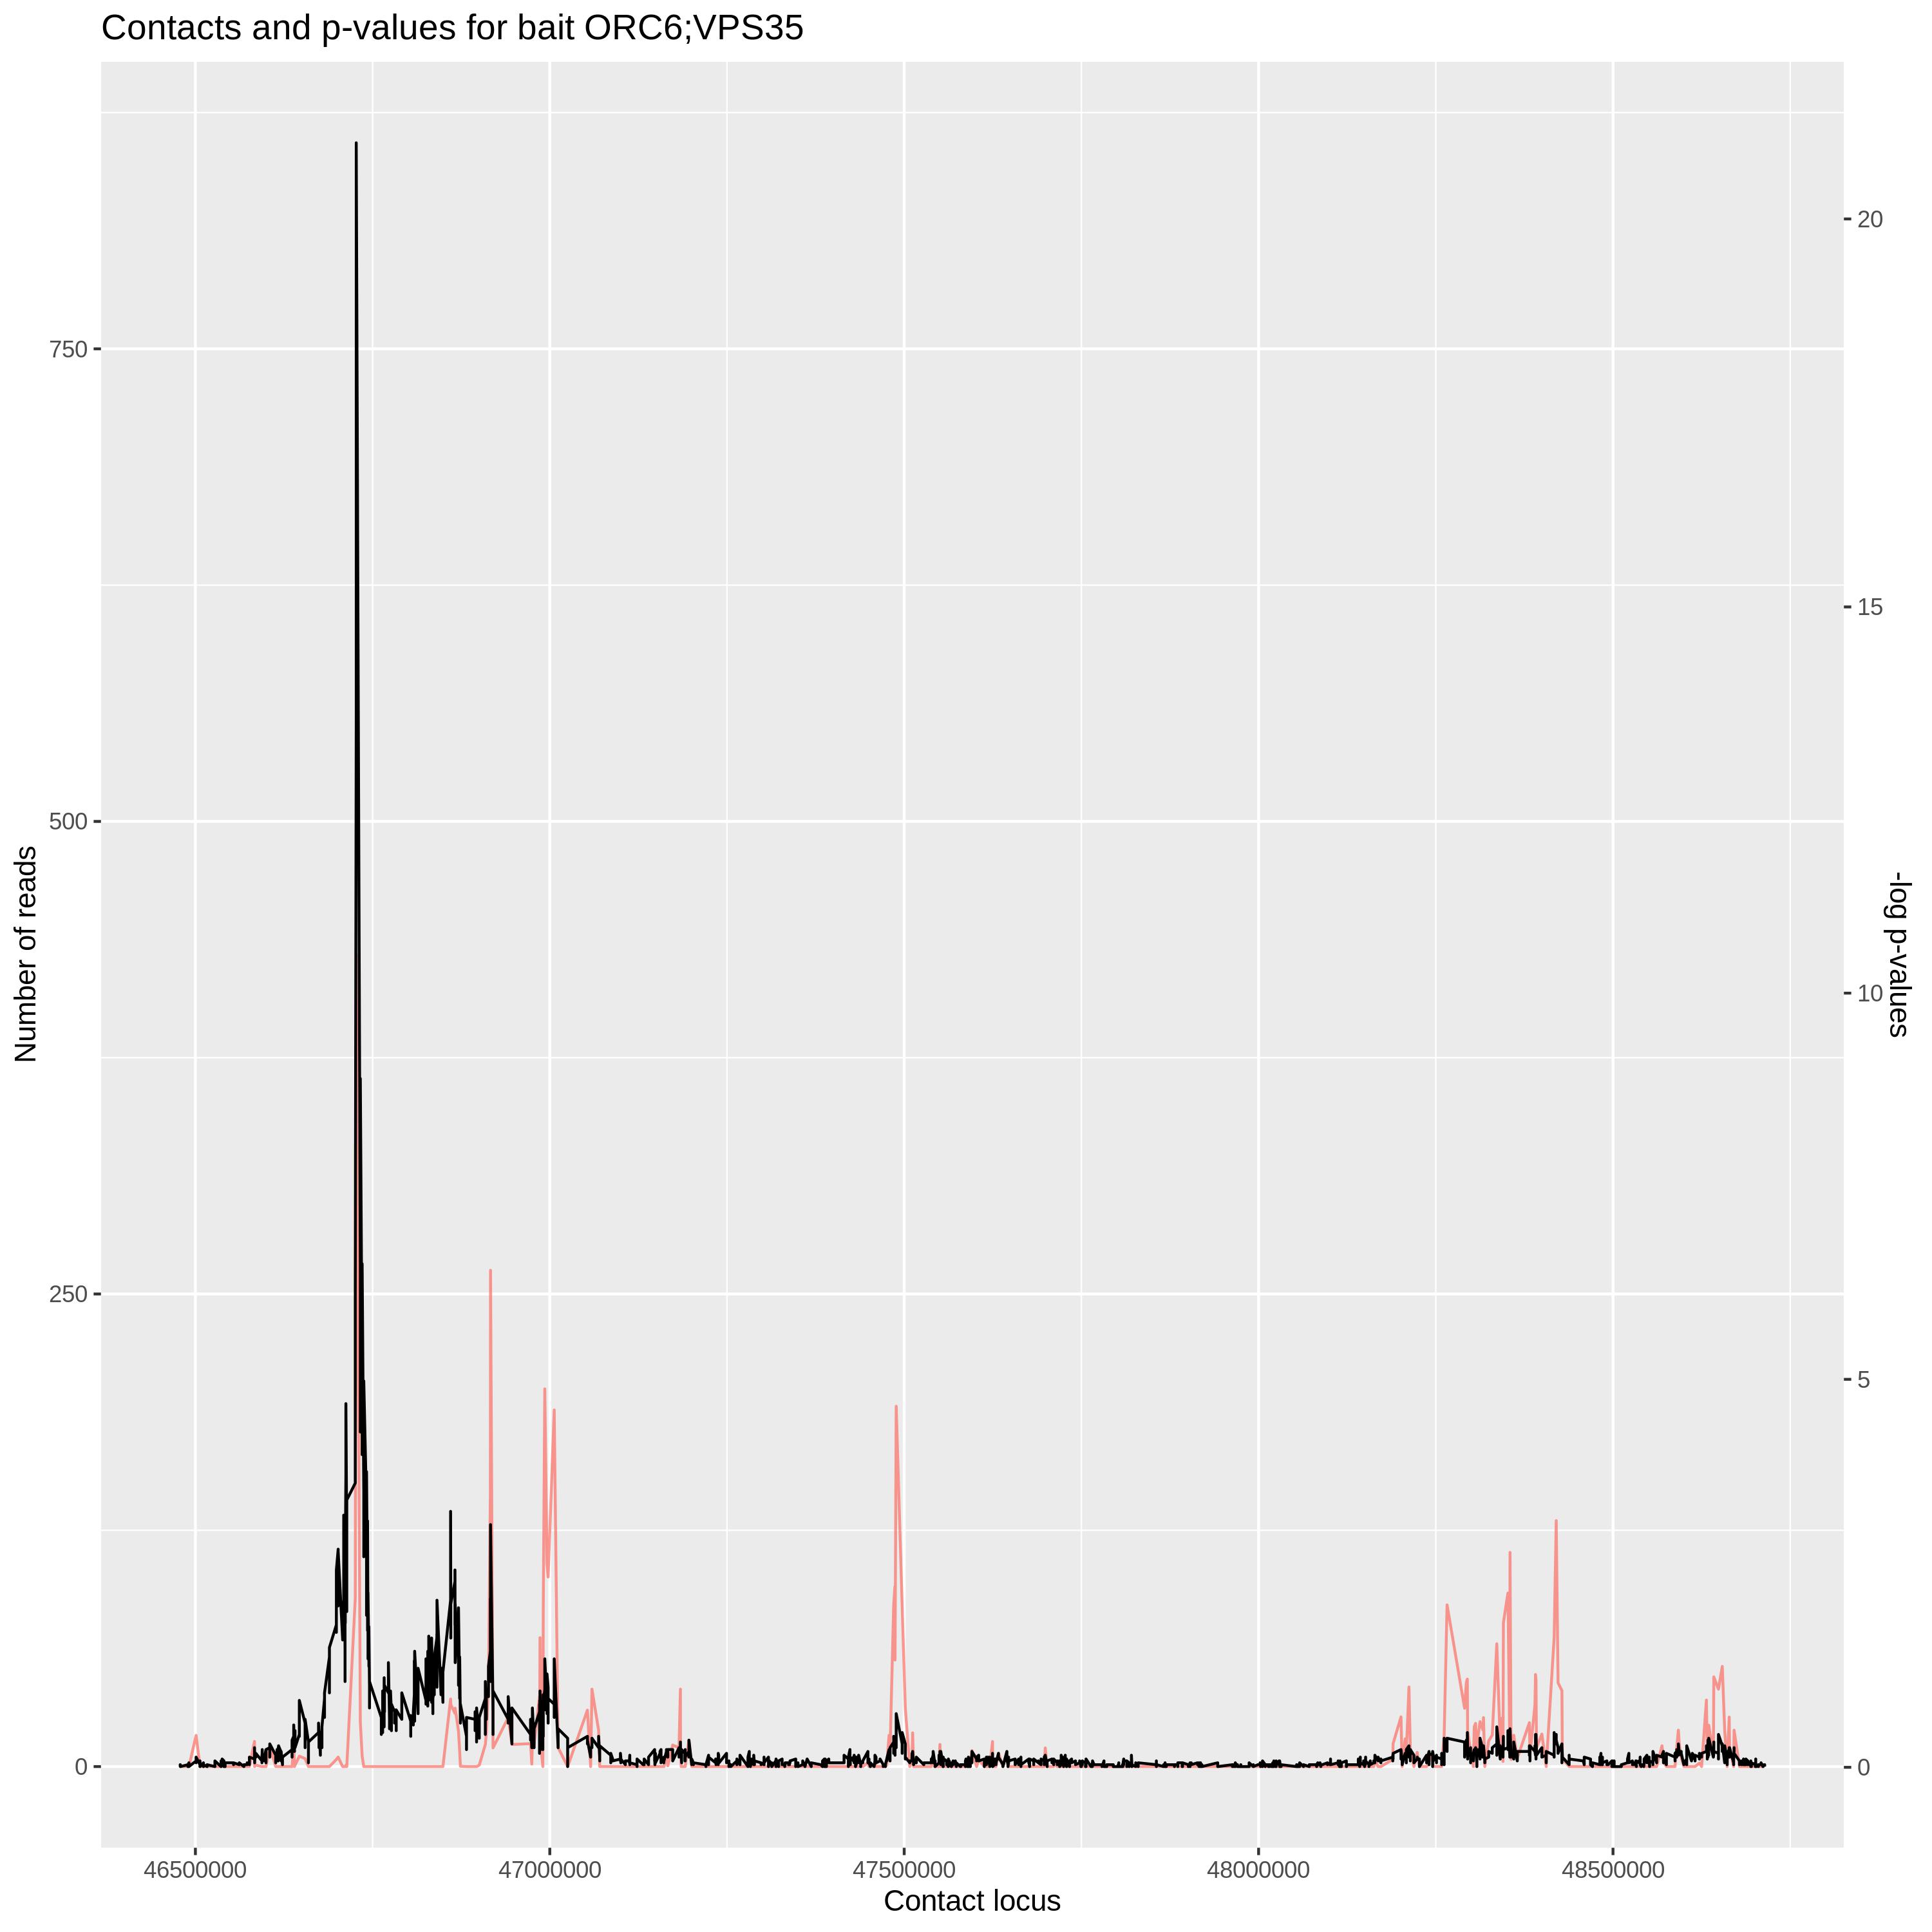 Contacts and p-values for bait ORC6;VPS35
750
500
250
0
Number of reads
20
15
10
5
0
-log p-values
46500000 47000000 47500000 48000000 48500000
Contact locus